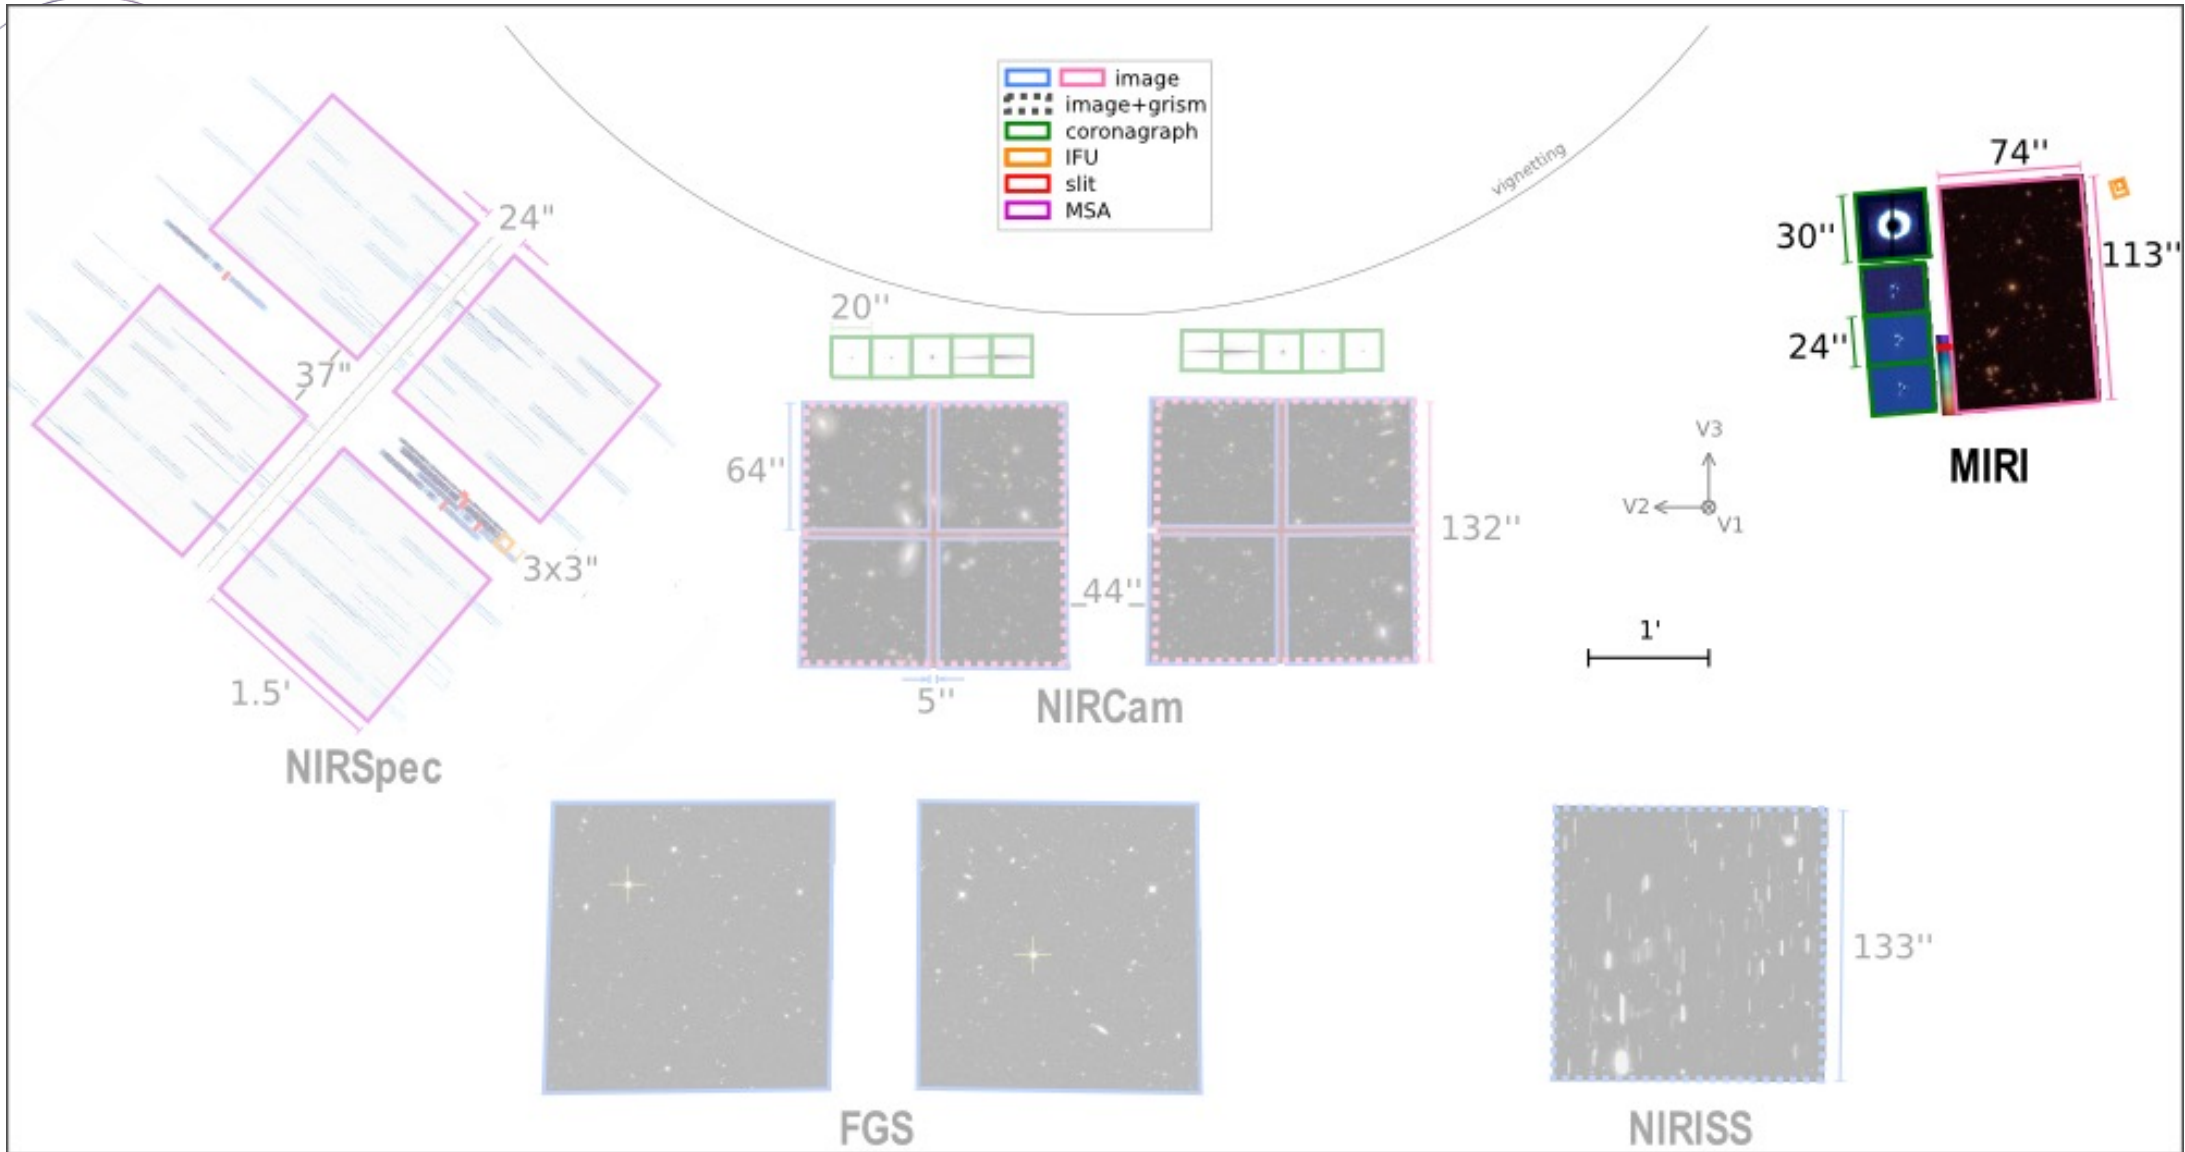 image
image+grism
coronagraph
IFU
slit
MSA
vignetting
74''
30''
113''
24''
MIRI
24"
37"
3x3"
1.5'
NIRSpec
20''
64''
44''
132''
5''
NIRCam
V3
V2
V1
1'
133''
FGS
NIRISS